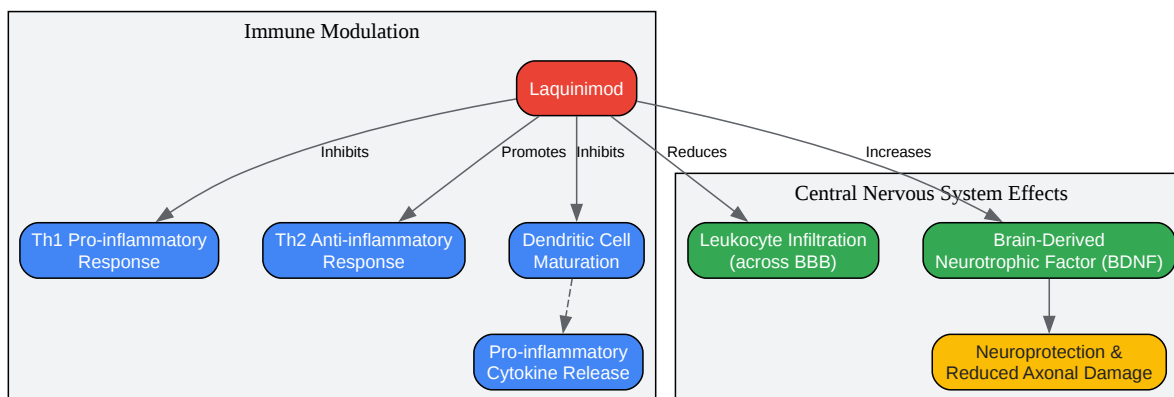 Immune Modulation
Laquinimod
Inhibits
Promotes
Inhibits
Reduces
Increases
Central Nervous System Effects
Th1 Pro-inflammatory
Response
Th2 Anti-inflammatory
Response
Dendritic Cell
Maturation
Leukocyte Infiltration
(across BBB)
Brain-Derived
Neurotrophic Factor (BDNF)
Pro-inflammatory
Cytokine Release
Neuroprotection &
Reduced Axonal Damage